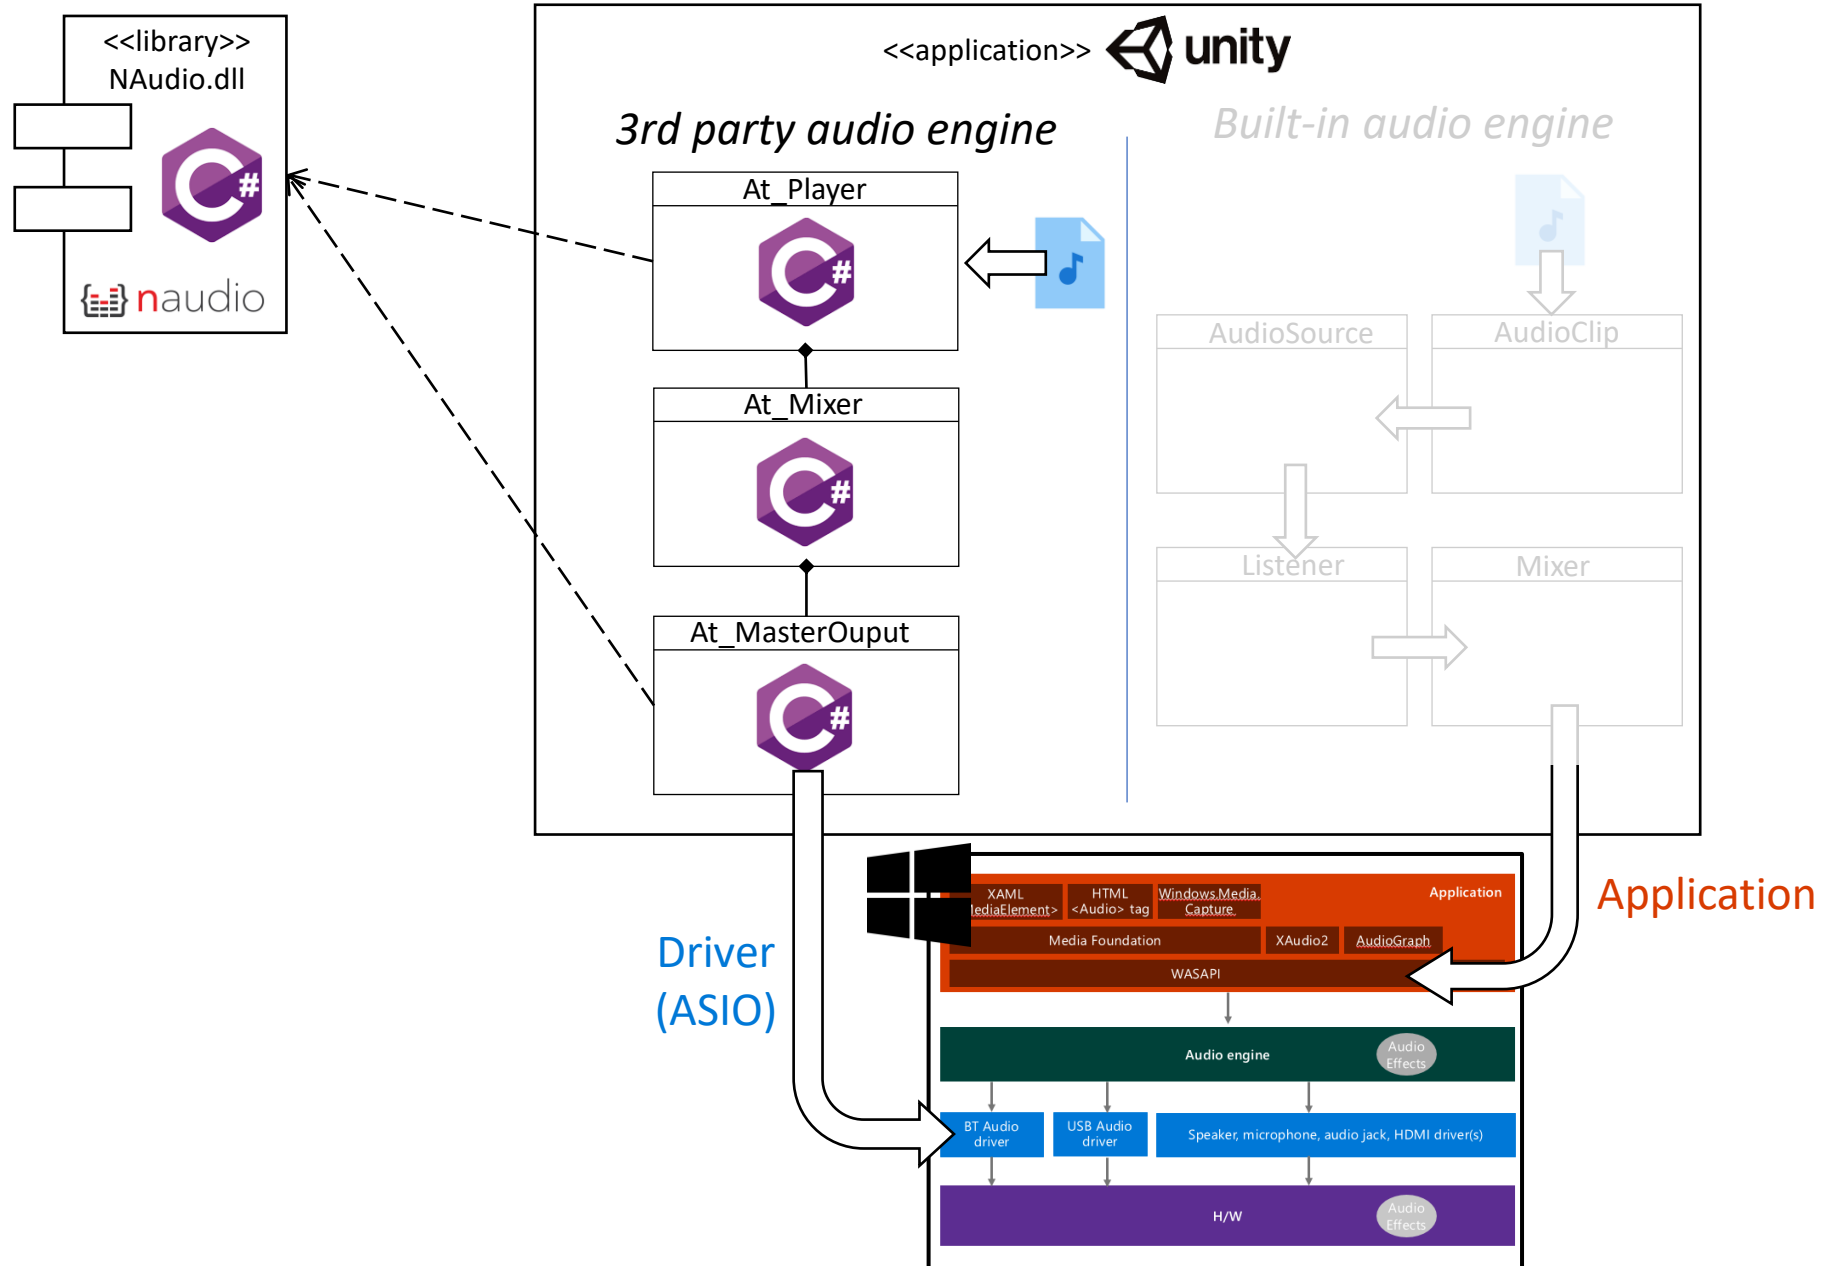 <<library>>
NAudio.dll
C#
naudio
<<application>> unity
3rd party audio engine
Built-in audio engine
At_Player
C#
At_Mixer
C#
At_MasterOuput
C#
AudioSource
AudioClip
Listener
Mixer
Driver
(ASIO)
Application
XAML
MediaElement>
HTML
<Audio> tag
Windows.Media.
Capture
Application
Media Foundation
XAudio2
AudioGraph
WASAPI
Audio engine
Audio
Effects
BT Audio
driver
USB Audio
driver
Speaker, microphone, audio jack, HDMI driver(s)
H/W
Audio
Effects